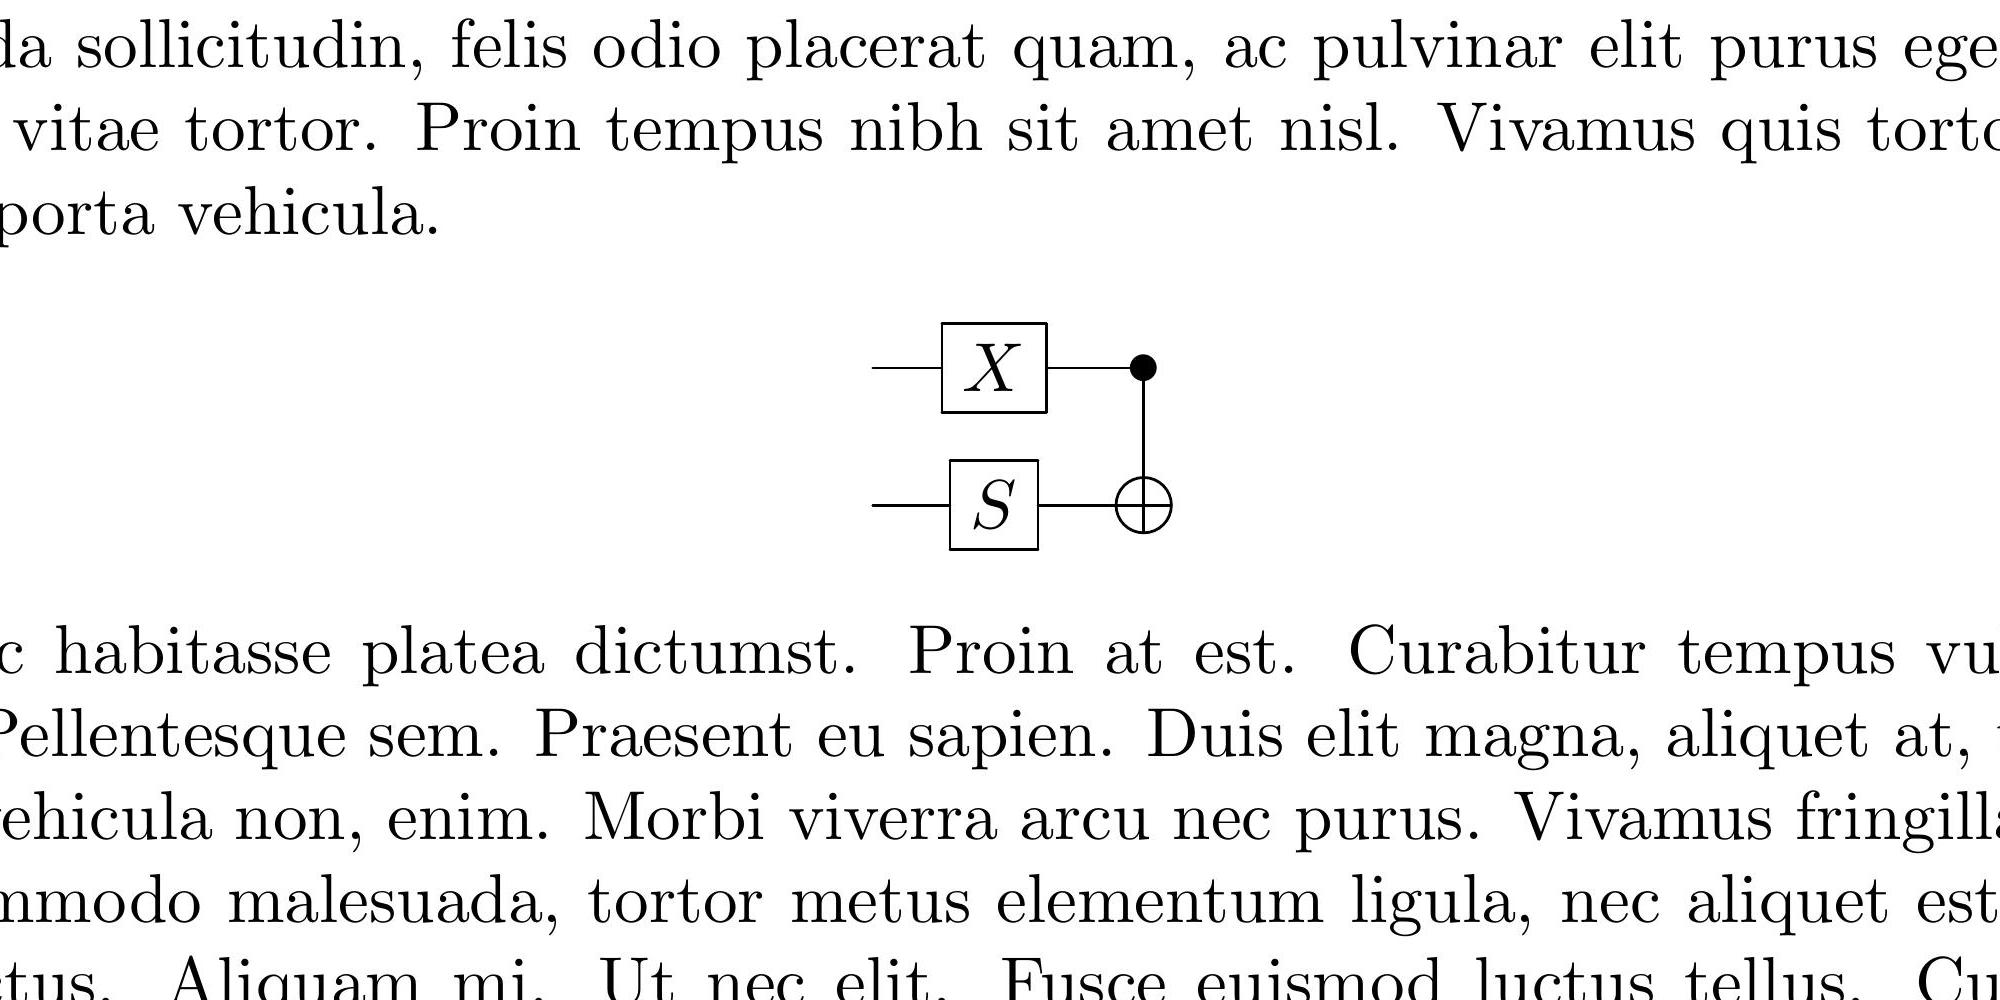 da sollicitudin, felis odio placerat quam, ac pulvinar elit purus ege
vitae tortor. Proin tempus nibh sit amet nisl. Vivamus quis torto
porta vehicula.
X
S
c habitasse platea dictumst. Proin at est. Curabitur tempus vu
Pellentesque sem. Praesent eu sapien. Duis elit magna, aliquet at,
vehicula non, enim. Morbi viverra arcu nec purus. Vivamus fringilla
mmodo malesuada, tortor metus elementum ligula, nec aliquet est
ctus. Aliquam mi. Ut nec elit. Fusce euismod luctus tellus. Cu